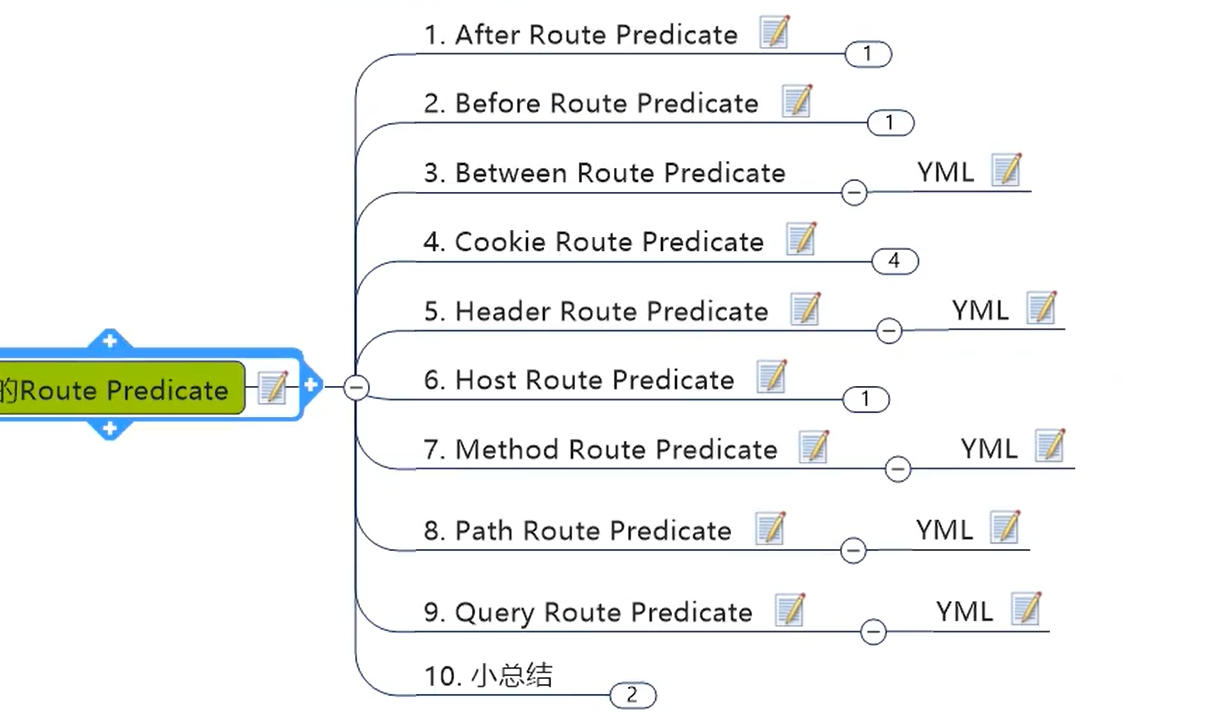 1. After Route Predicate
1
2. Before Route Predicate
1
3. Between Route Predicate
YML
4. Cookie Route Predicate
4
5. Header Route Predicate
YML
的Route Predicate
6. Host Route Predicate
1
7. Method Route Predicate
YML
8. Path Route Predicate
YML
9. Query Route Predicate
YML
10. 小总结
2